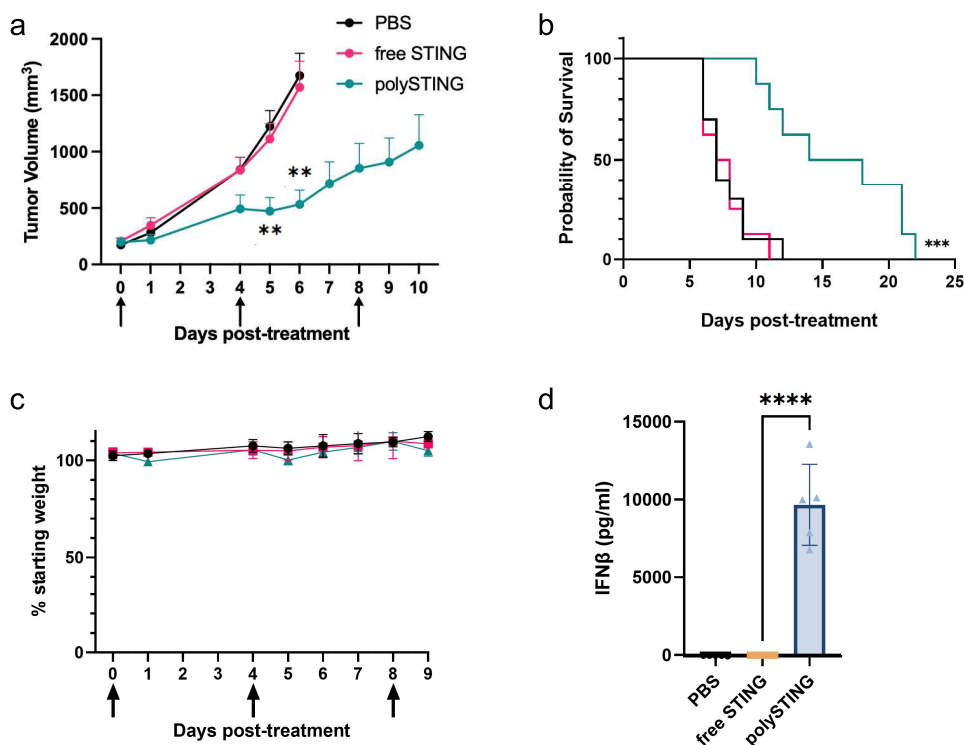 a
PBS
free STING
polySTING
Tumor Volume (mm³)
2000
1500
1000
500
0
**
**
0 1 2 3 4 5 6 7 8 9 10
Days post-treatment
b
Probability of Survival
100
50
0
***
0 5 10 15 20 25
Days post-treatment
c
% starting weight
100
50
0
0 1 2 3 4 5 6 7 8 9
Days post-treatment
d
****
IFNβ (pg/ml)
15000
10000
5000
0
PBS
free STING
polySTING